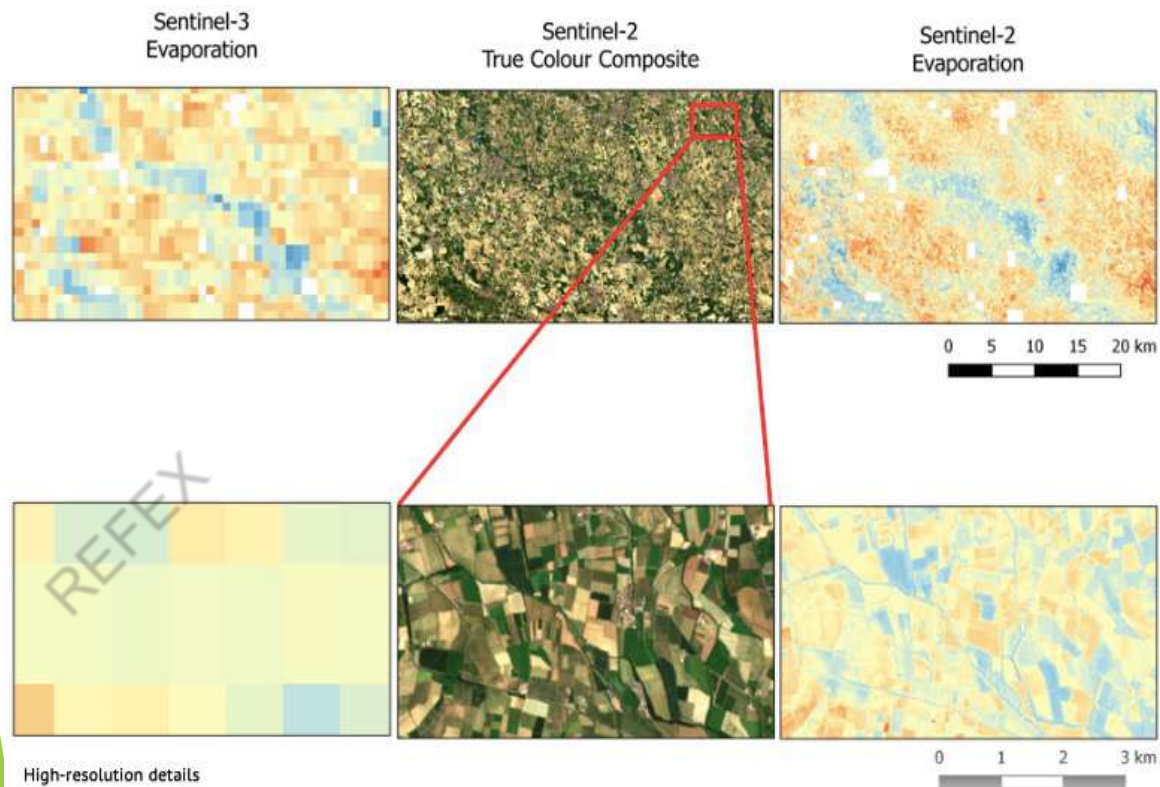 Sentinel-3
Evaporation
Sentinel-2
True Colour Composite
Sentinel-2
Evaporation
0 5 10 15 20 km
REFEX
High-resolution details
0 1 2 3 km